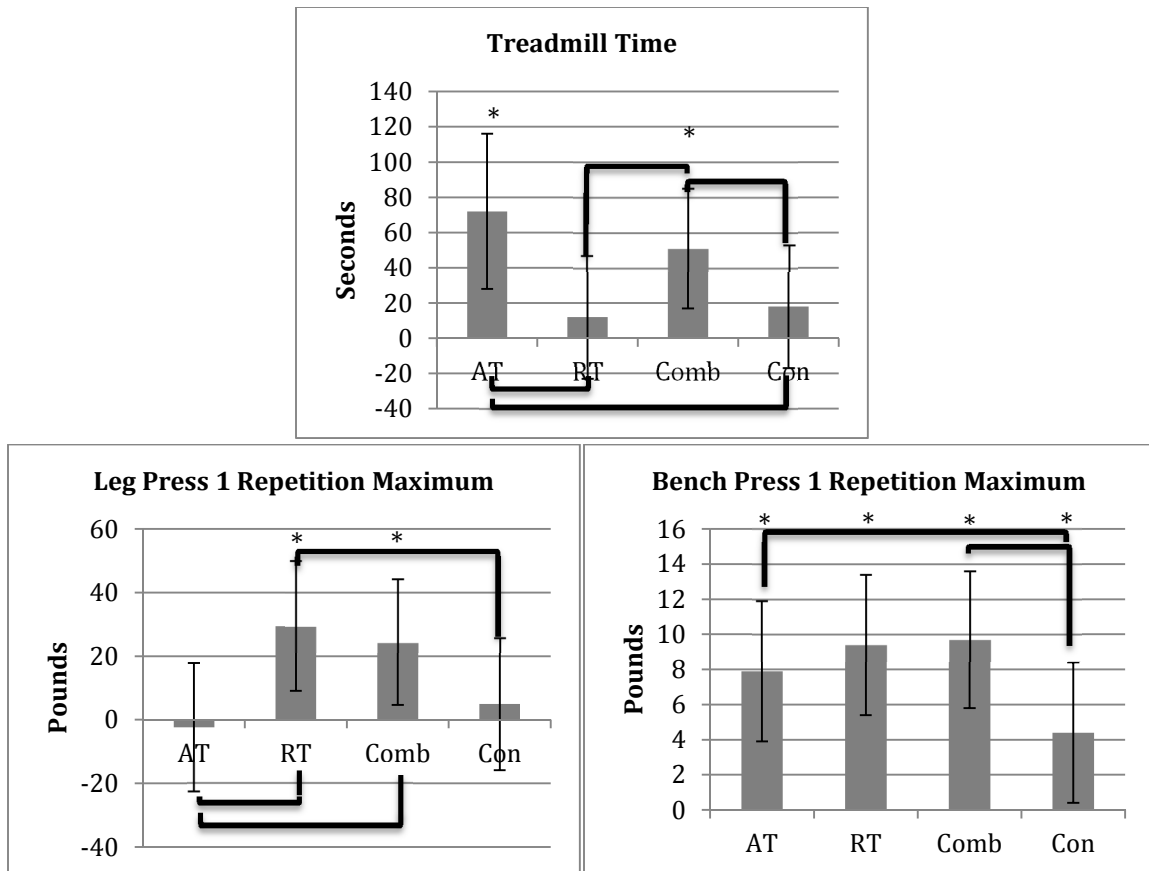 Treadmill Time
Seconds
140
120
100
80
60
40
20
0
-20
-40
*
*
AT RT Comb Con
Leg Press 1 Repetition Maximum
Pounds
60
40
20
0
-20
-40
* *
AT RT Comb Con
Bench Press 1 Repetition Maximum
Pounds
16
14
12
10
8
6
4
2
0
* * * *
AT RT Comb Con